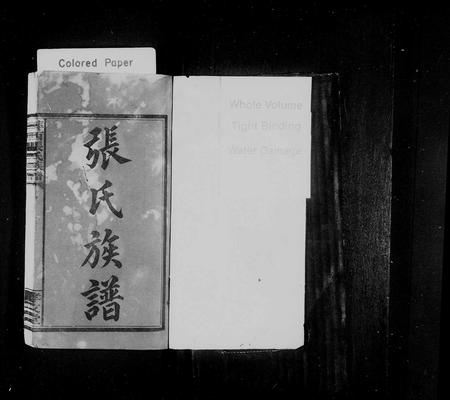 Colored Paper
張氏族譜
Whole Volume
Tight Binding
Water Damage